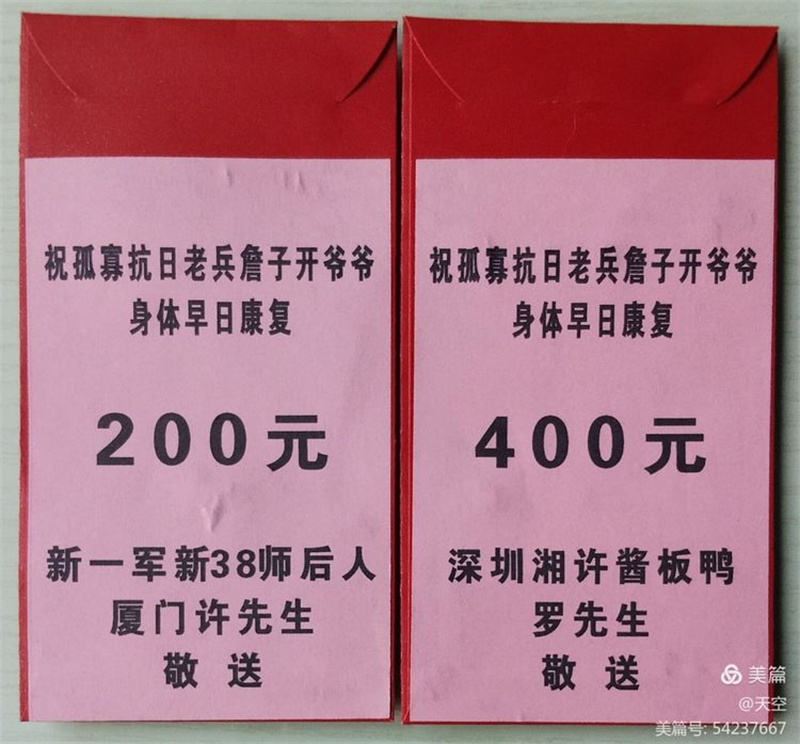 祝孤寡抗日老兵詹子开爷爷
身体早日康复
200元
新一军新38师后人
厦门许先生
敬送
祝孤寡抗日老兵詹子开爷爷
身体早日康复
400元
深圳湘许酱板鸭
罗先生
敬送
美篇
@天空
美篇号: 54237667